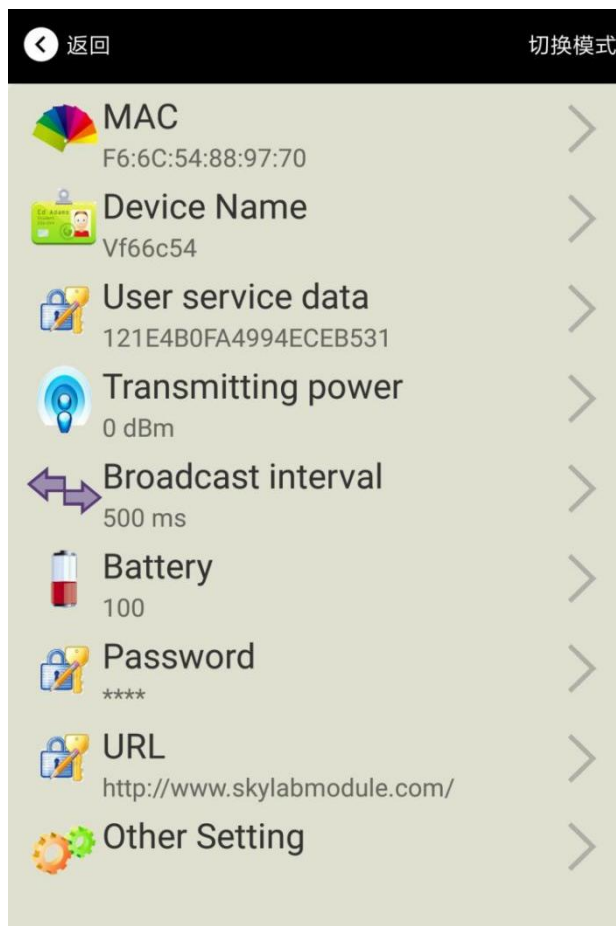 返回
切换模式
MAC
F6:6C:54:88:97:70
Device Name
Vf66c54
User service data
121E4B0FA4994ECEB531
Transmitting power
0 dBm
Broadcast interval
500 ms
Battery
100
Password
****
URL
http://www.skylabmodule.com/
Other Setting